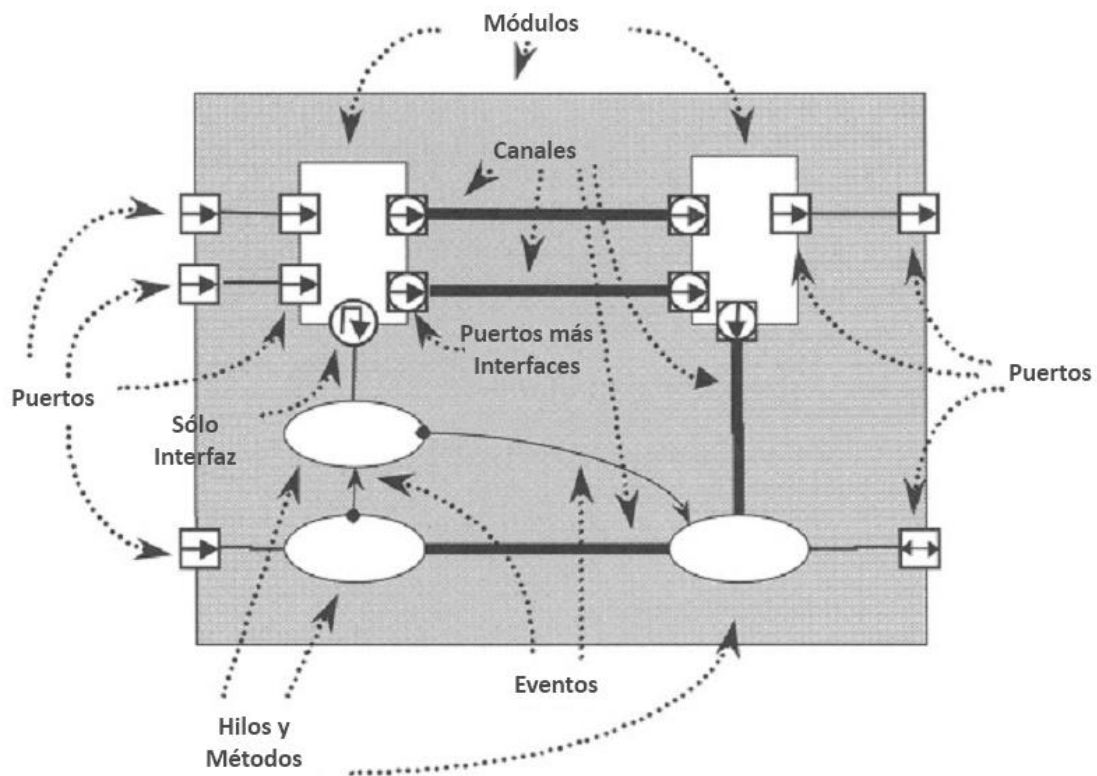 Módulos
Canales
Puertos más
Interfaces
Puertos
Puertos
Sólo
Interfaz
Eventos
Hilos y
Métodos